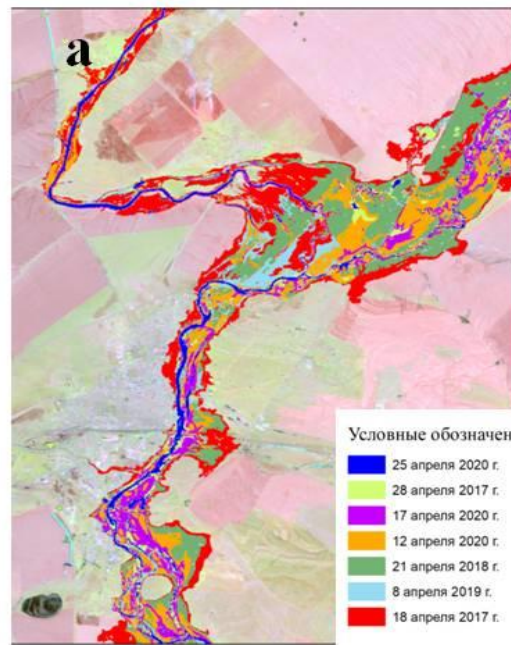 а
Условные обозначен
25 апреля 2020 г.
28 апреля 2017 г.
17 апреля 2020 г.
12 апреля 2020 г.
21 апреля 2018 г.
8 апреля 2019 г.
18 апреля 2017 г.